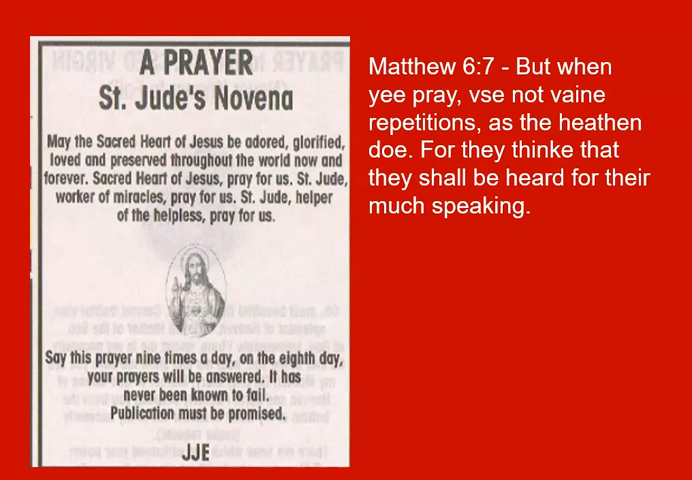 A PRAYER
St. Jude's Novena
May the Sacred Heart of Jesus be adored, glorified,
loved and preserved throughout the world now and
forever. Sacred Heart of Jesus, pray for us. St. Jude,
worker of miracles, pray for us. St. Jude, helper
of the helpless, pray for us.
Say this prayer nine times a day, on the eighth day,
your prayers will be answered. It has
never been known to fail.
Publication must be promised.
JJE
Matthew 6:7 - But when
yee pray, vse not vaine
repetitions, as the heathen
doe. For they thinke that
they shall be heard for their
much speaking.